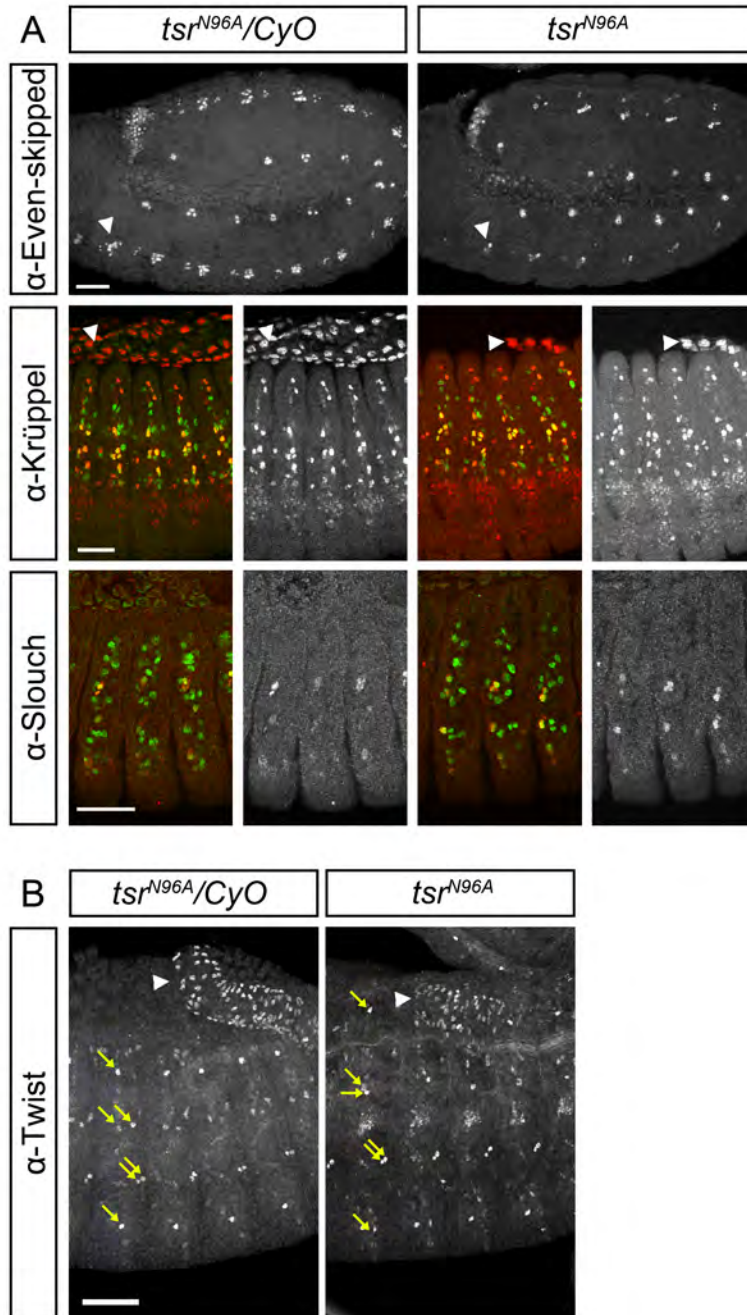 A
tsrN96A/CyO
tsrN96A
α-Even-skipped
α-Krüppel
α-Slouch
B
tsrN96A/CyO
tsrN96A
α-Twist